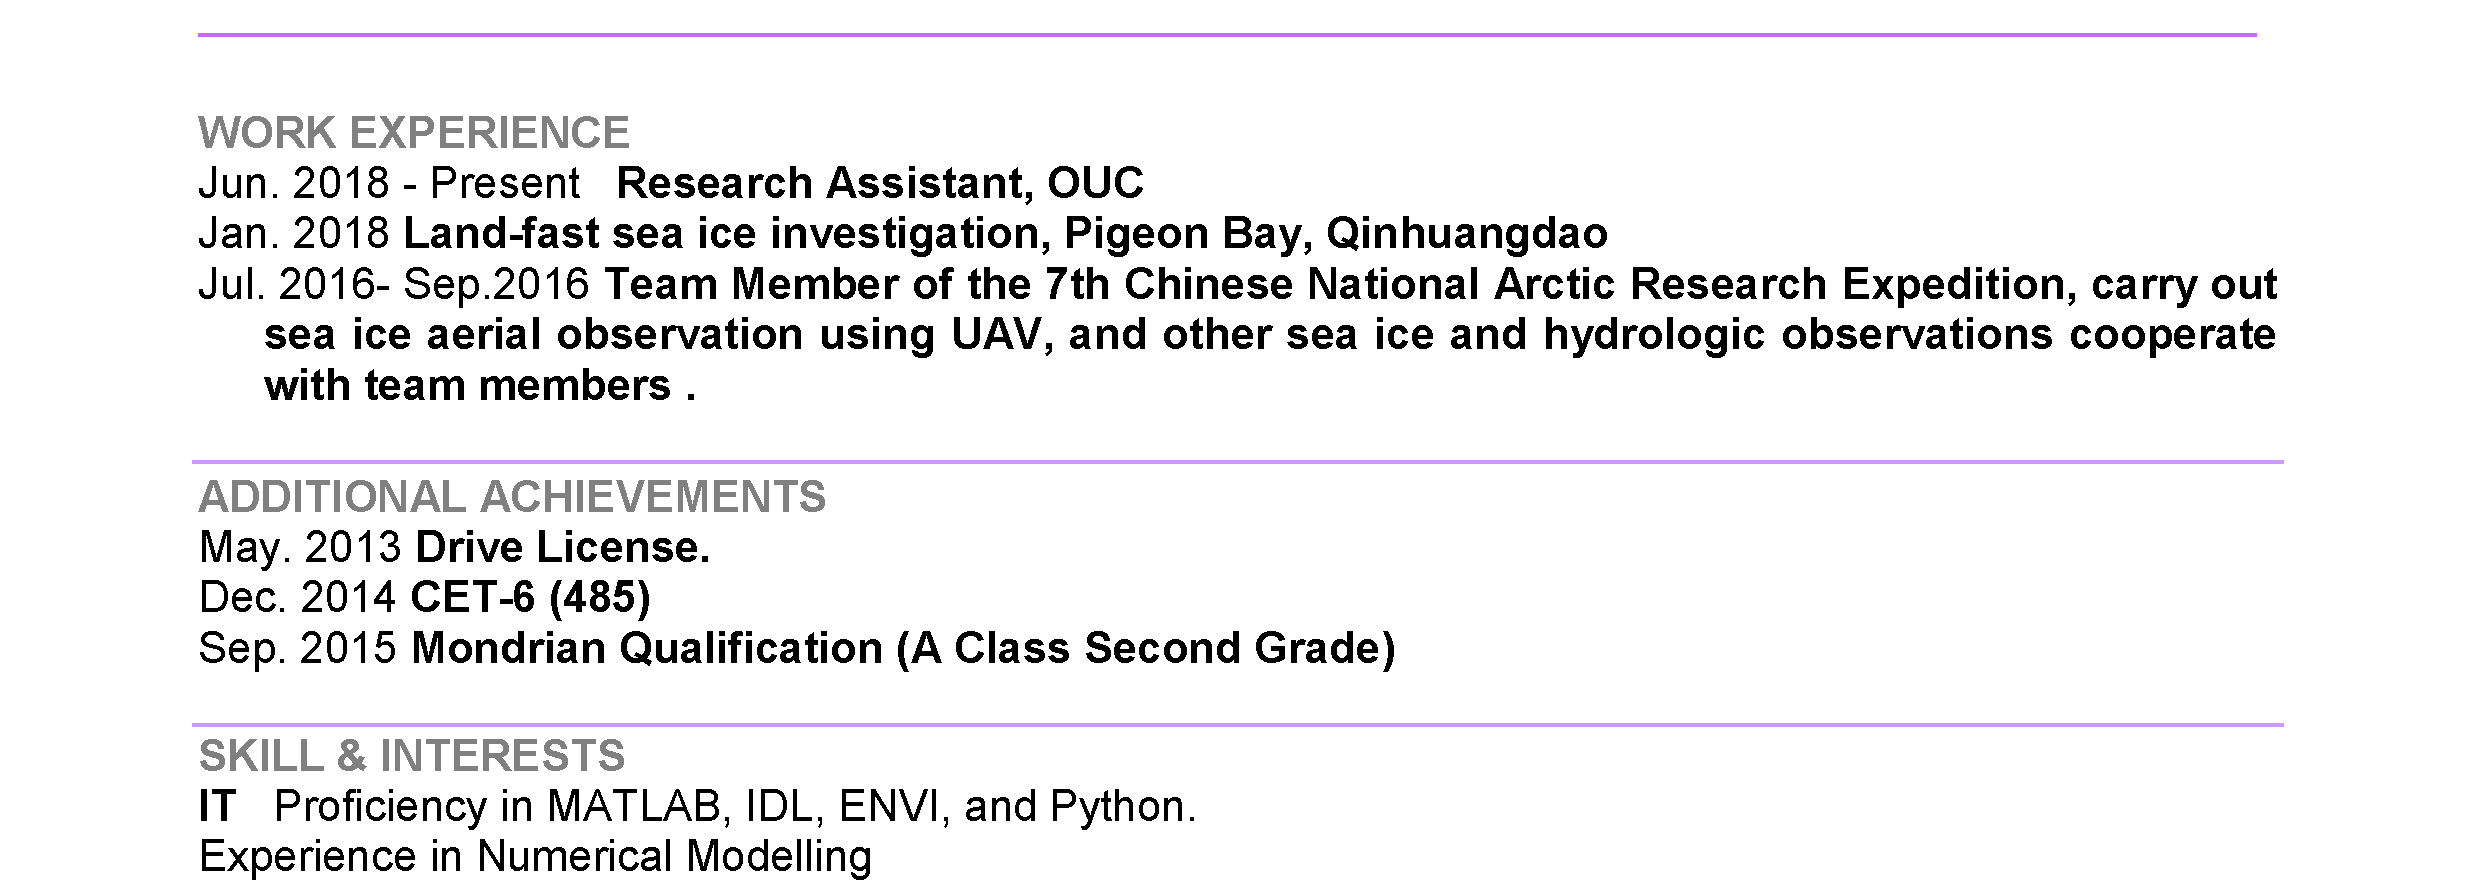 WORK EXPERIENCE
Jun. 2018 - Present   Research Assistant, OUC
Jan. 2018 Land-fast sea ice investigation, Pigeon Bay, Qinhuangdao
Jul. 2016- Sep.2016 Team Member of the 7th Chinese National Arctic Research Expedition, carry out
sea ice aerial observation using UAV, and other sea ice and hydrologic observations cooperate
with team members .
ADDITIONAL ACHIEVEMENTS
May. 2013 Drive License.
Dec. 2014 CET-6 (485)
Sep. 2015 Mondrian Qualification (A Class Second Grade)
SKILL & INTERESTS
IT   Proficiency in MATLAB, IDL, ENVI, and Python.
Experience in Numerical Modelling